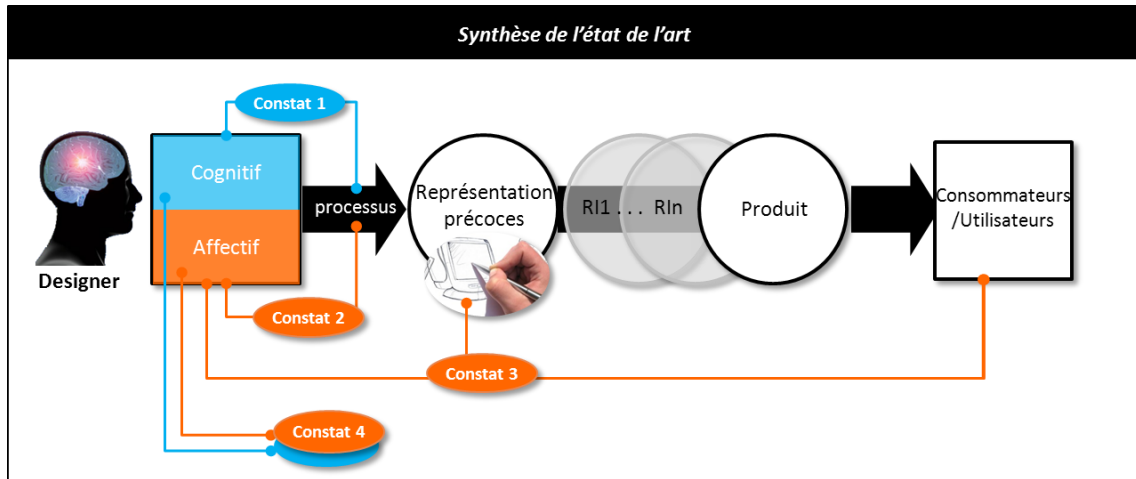 Synthèse de l'état de l'art
Constat 1
Cognitif
Affectif
Designer
processus
Représentation
précoces
RI1 . . . RIn
Produit
Consommateurs
/Utilisateurs
Constat 2
Constat 3
Constat 4